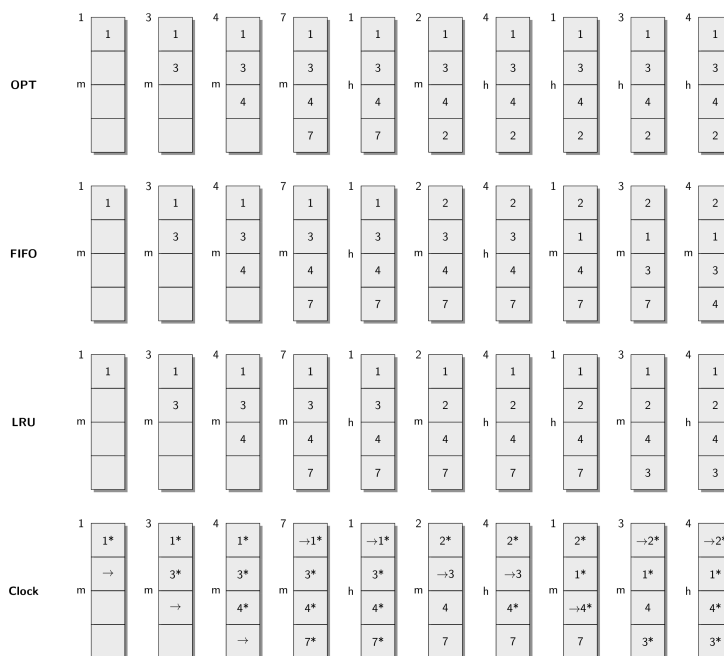 1 3 4 7 1 2 4 1 3 4
1 1 1 1 1 1 1 1 1 1
3 3 3 3 3 3 3 3 3
OPT m m m m h m h h h h
4 4 4 4 4 4 4 4
7 7 2 2 2 2 2
1 3 4 7 1 2 4 1 3 4
1 1 1 1 1 2 2 2 2 2
3 3 3 3 3 3 1 1 1
FIFO m m m m h m h m m m
4 4 4 4 4 4 3 3
7 7 7 7 7 7 4
1 3 4 7 1 2 4 1 3 4
1 1 1 1 1 1 1 1 1 1
3 3 3 3 2 2 2 2 2
LRU m m m m h m h h m h
4 4 4 4 4 4 4 4
7 7 7 7 7 3 3
1 3 4 7 1 2 4 1 3 4
1* 1* 1* →1* →1* 2* 2* 2* →2* →2*
→ 3* 3* 3* 3* →3 →3 1* 1* 1*
Clock m m m m h m h m m h
→ 4* 4* 4* 4 4* →4* 4 4*
→ 7* 7* 7 7 7 3* 3*